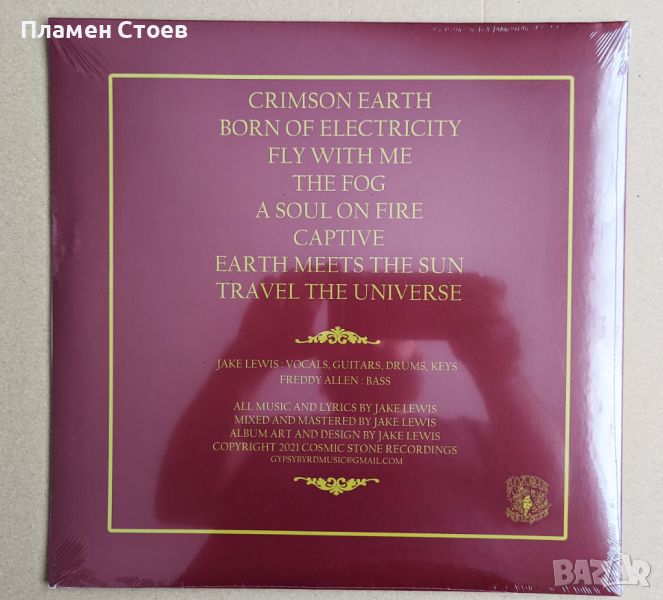 Пламен Стоев
CRIMSON EARTH
BORN OF ELECTRICITY
FLY WITH ME
THE FOG
A SOUL ON FIRE
CAPTIVE
EARTH MEETS THE SUN
TRAVEL THE UNIVERSE
JAKE LEWIS : VOCALS, GUITARS, DRUMS, KEYS
FREDDY ALLEN : BASS
ALL MUSIC AND LYRICS BY JAKE LEWIS
MIXED AND MASTERED BY JAKE LEWIS
ALBUM ART AND DESIGN BY JAKE LEWIS
COPYRIGHT 2021 COSMIC STONE RECORDINGS
GYPSYBYRDMUSIC@GMAIL.COM
BAZAR